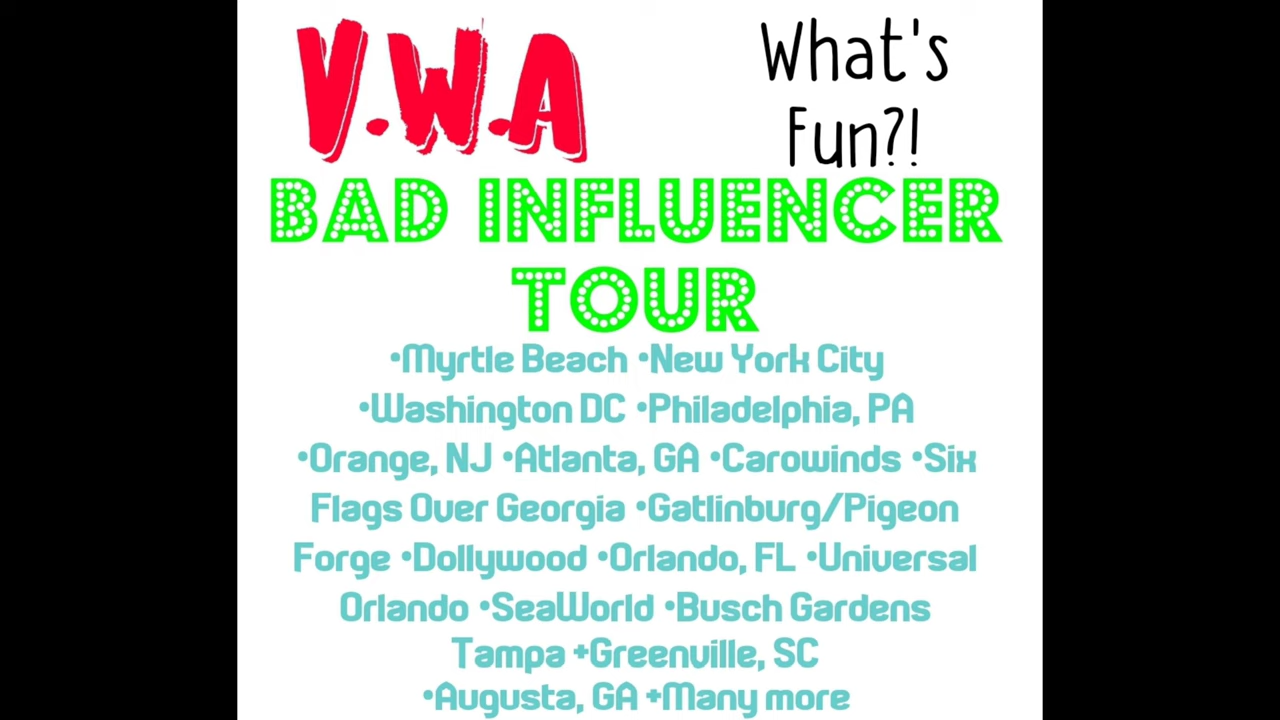 V.W.A
What's
Fun?!
BAD INFLUENCER
TOUR
•Myrtle Beach •New York City
•Washington DC •Philadelphia, PA
•Orange, NJ •Atlanta, GA •Carowinds •Six
Flags Over Georgia •Gatlinburg/Pigeon
Forge •Dollywood •Orlando, FL •Universal
Orlando •SeaWorld •Busch Gardens
Tampa +Greenville, SC
•Augusta, GA +Many more